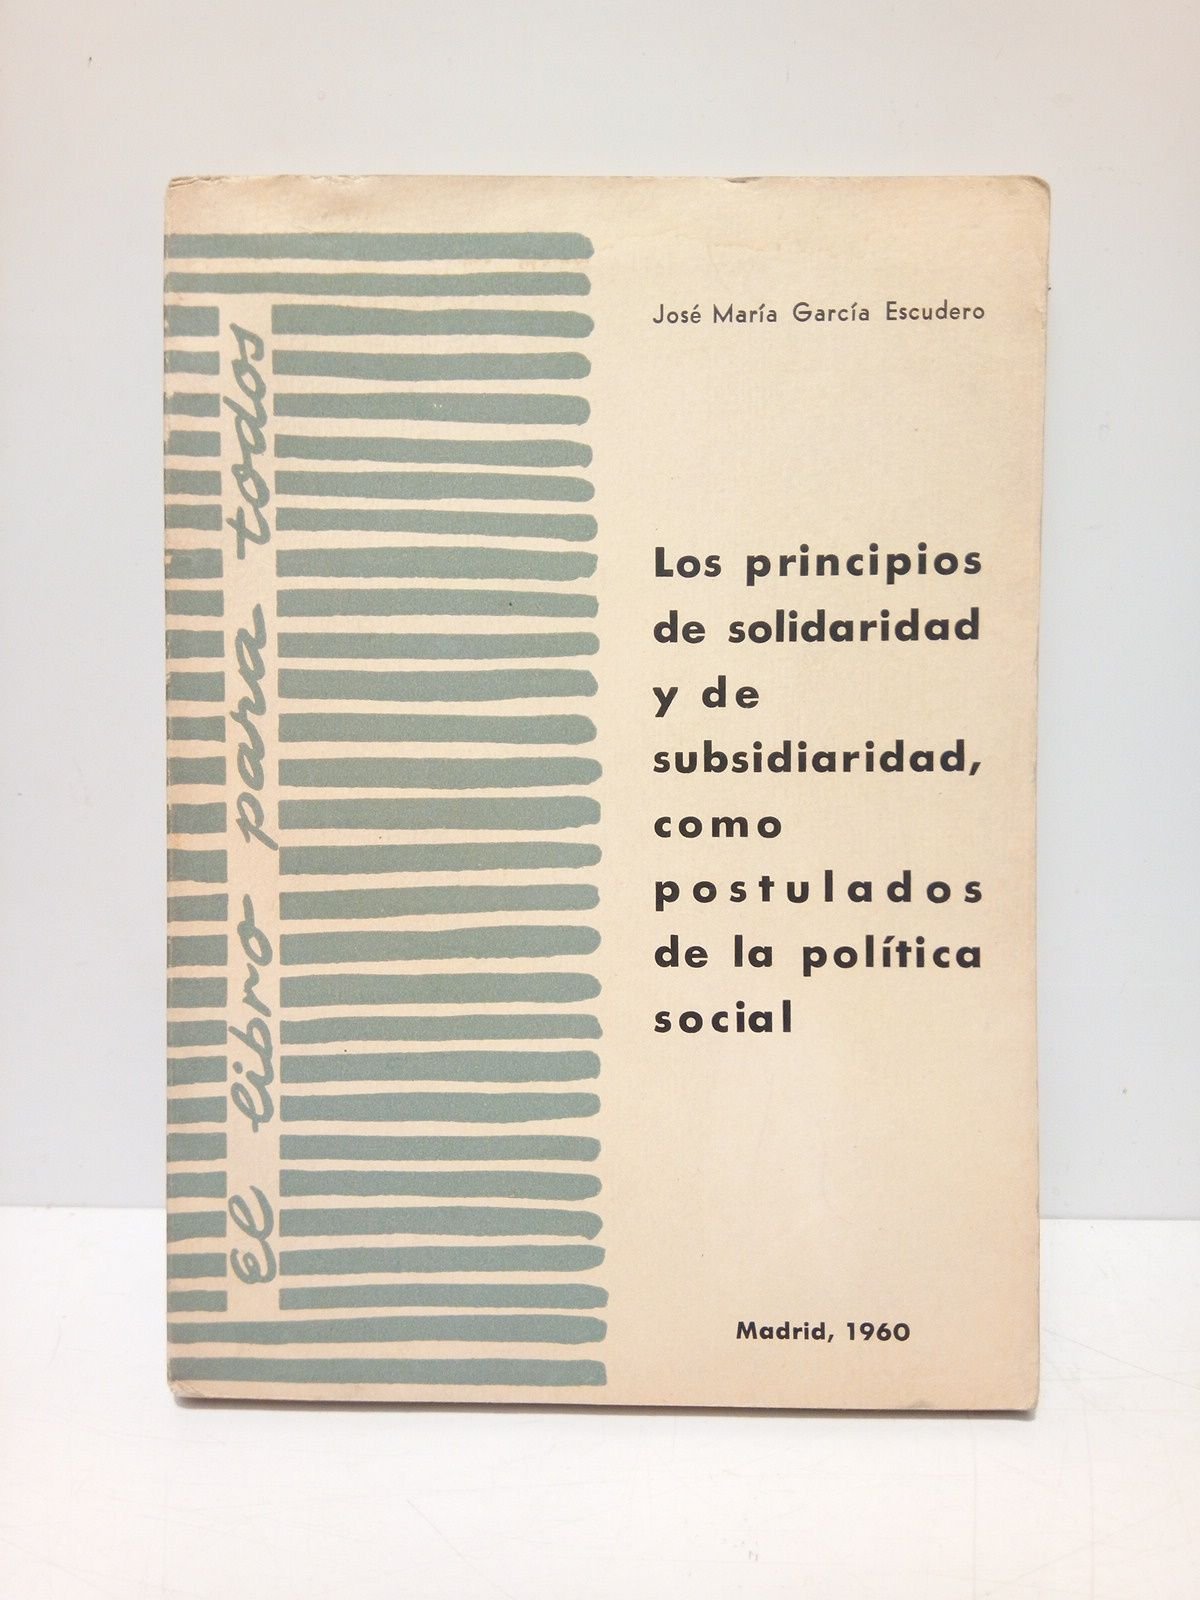 José María García Escudero
Los principios
de solidaridad
y de
subsidiaridad,
como
postulados
de la política
social
Madrid, 1960
el libro para todos